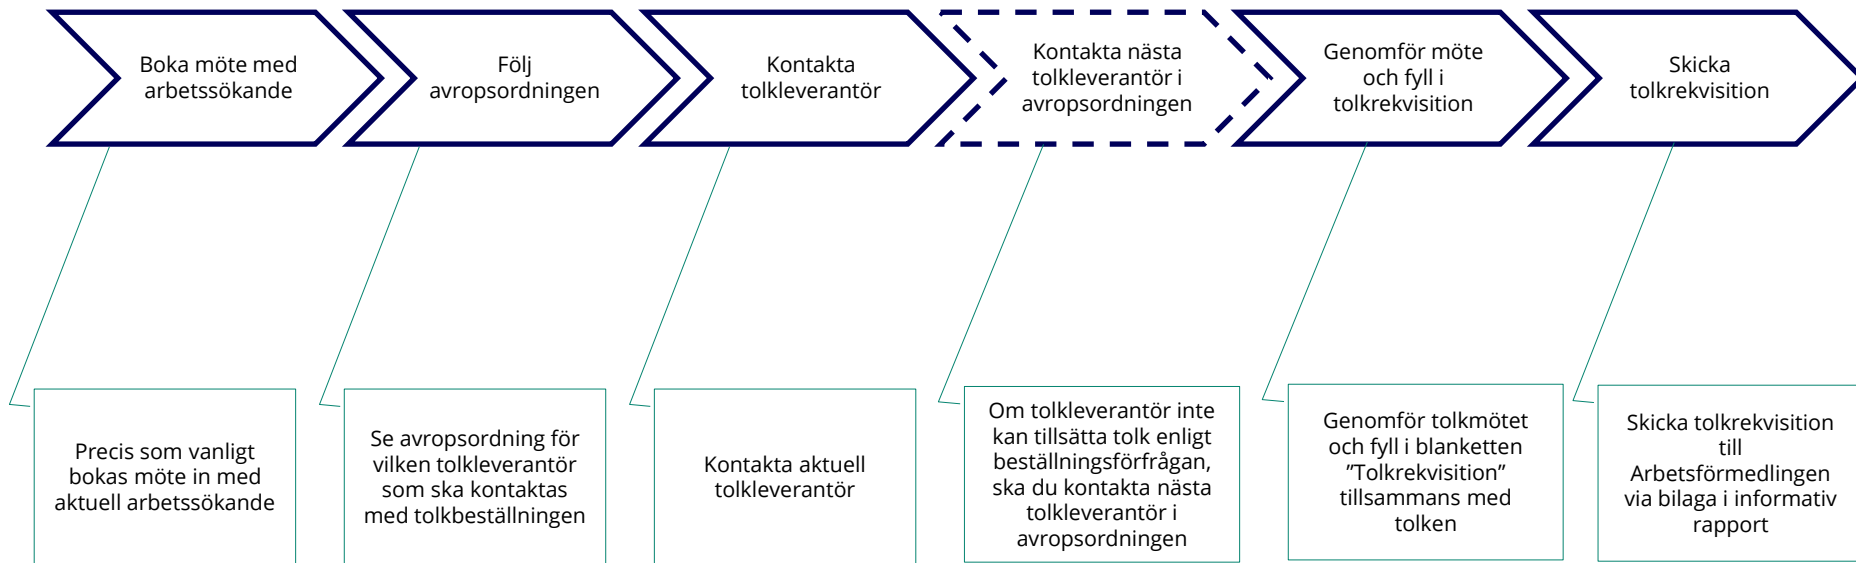 Boka möte med
arbetssökande
Följ
avropsordningen
Kontakta
tolkleverantör
Kontakta nästa
tolkleverantör i
avropsordningen
Genomför möte
och fyll i
tolkrekvisition
Skicka
tolkrekvisition
Precis som vanligt
bokas möte in med
aktuell arbetssökande
Se avropsordning för
vilken tolkleverantör
som ska kontaktas
med tolkbeställningen
Kontakta aktuell
tolkleverantör
Om tolkleverantör inte
kan tillsätta tolk enligt
beställningsförfrågan,
ska du kontakta nästa
tolkleverantör i
avropsordningen
Genomför tolkmötet
och fyll i blanketten
”Tolkrekvisition”
tillsammans med
tolken
Skicka tolkrekvisition
till
Arbetsförmedlingen
via bilaga i informativ
rapport